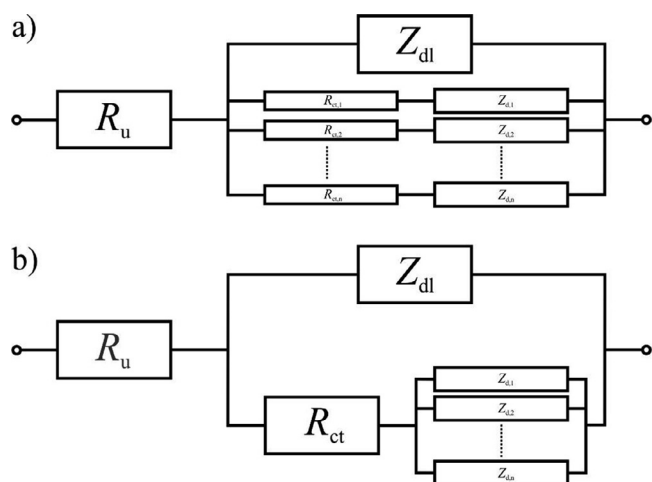 a)
Z_dl
R_u
R_ct,1 Z_d,1
R_ct,2 Z_d,2
R_ct,n Z_d,n
b)
Z_dl
R_u
R_ct
Z_d,1
Z_d,2
Z_d,n